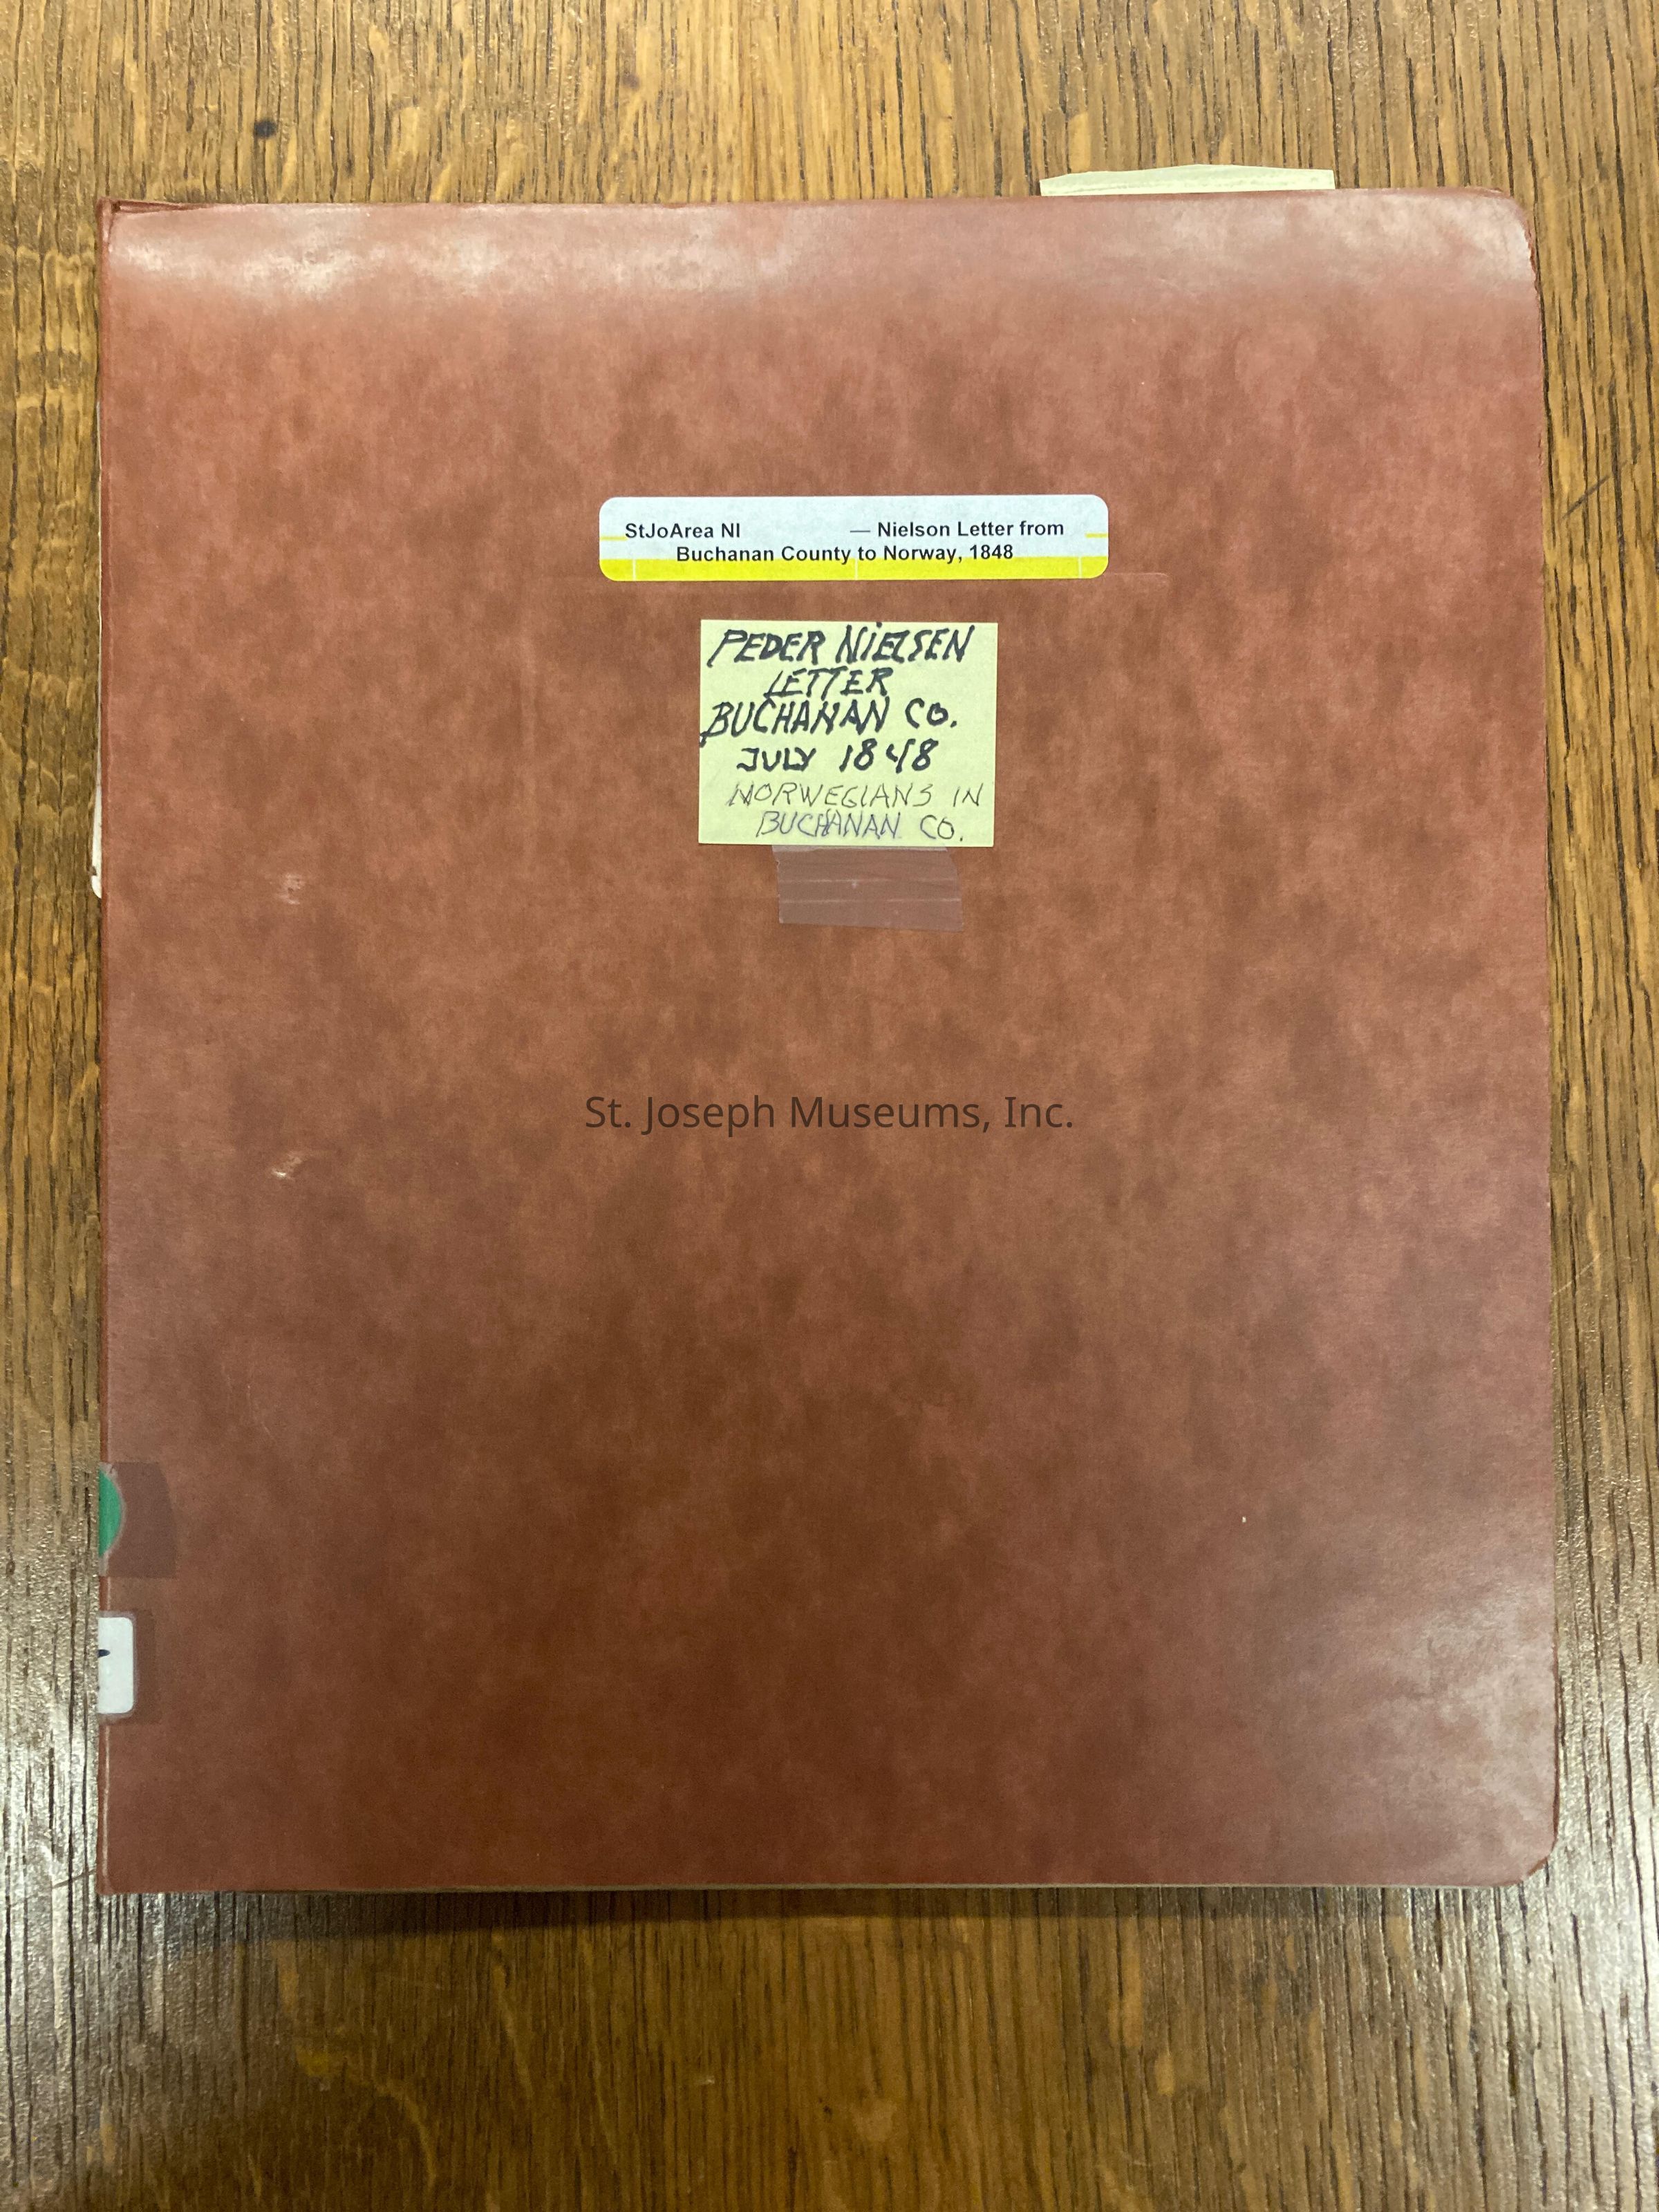 StJoArea NI — Nielson Letter from
Buchanan County to Norway, 1848
PEDER NIELSEN
LETTER
BUCHANAN CO.
JULY 1848
NORWEGIANS IN
BUCHANAN CO.
St. Joseph Museums, Inc.